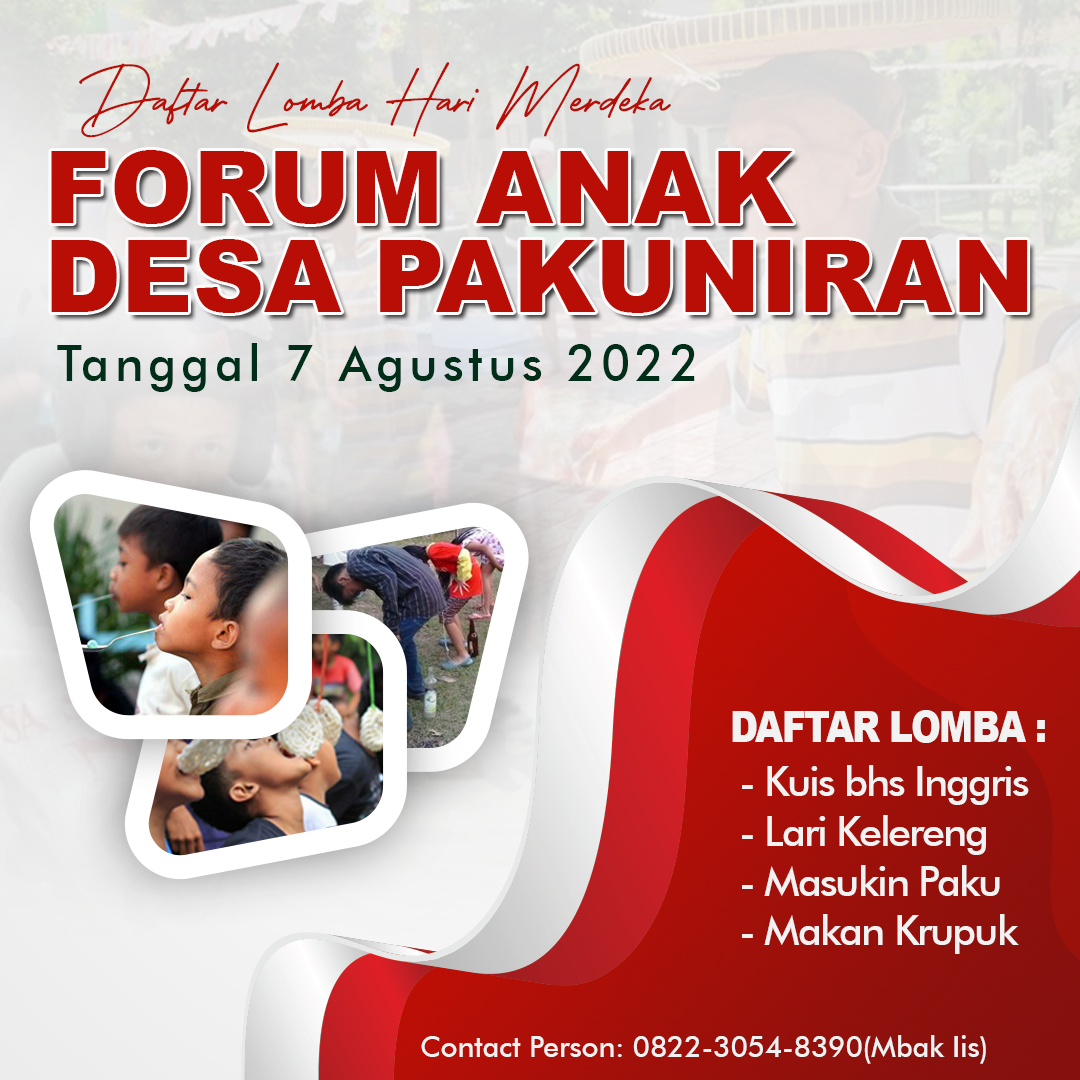 Daftar Lomba Hari Merdeka
FORUM ANAK
DESA PAKUNIRAN
Tanggal 7 Agustus 2022
DAFTAR LOMBA :
- Kuis bhs Inggris
- Lari Kelereng
- Masukin Paku
- Makan Krupuk
Contact Person: 0822-3054-8390(Mbak Iis)